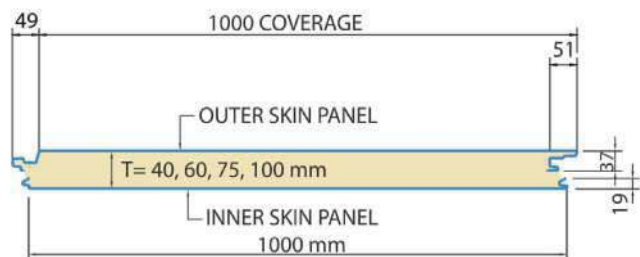 49
1000 COVERAGE
51
OUTER SKIN PANEL
T= 40, 60, 75, 100 mm
37
19
INNER SKIN PANEL
1000 mm